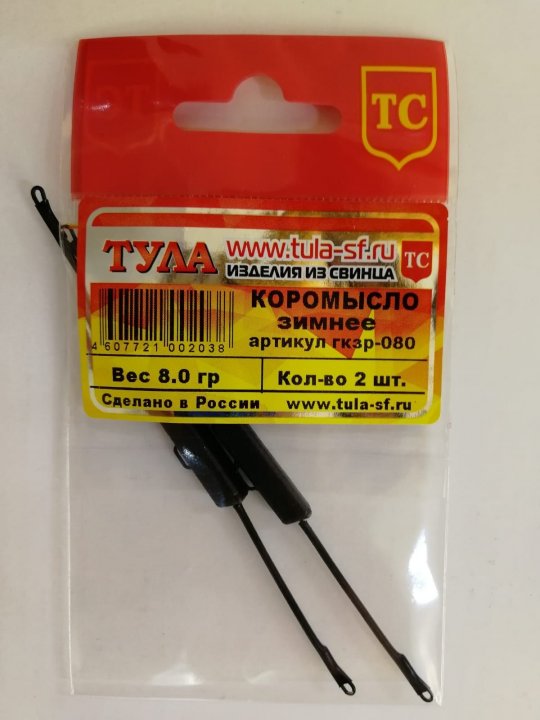 ТС
ТУЛА www.tula-sf.ru
ИЗДЕЛИЯ ИЗ СВИНЦА ТС
КОРОМЫСЛО
зимнее
артикул гкзр-080
4 607721 002038
Вес 8.0 гр Кол-во 2 шт.
Сделано в России www.tula-sf.ru